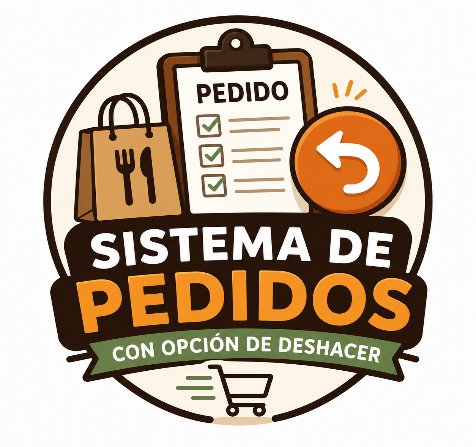 PEDIDO
SISTEMA DE
PEDIDOS
CON OPCIÓN DE DESHACER